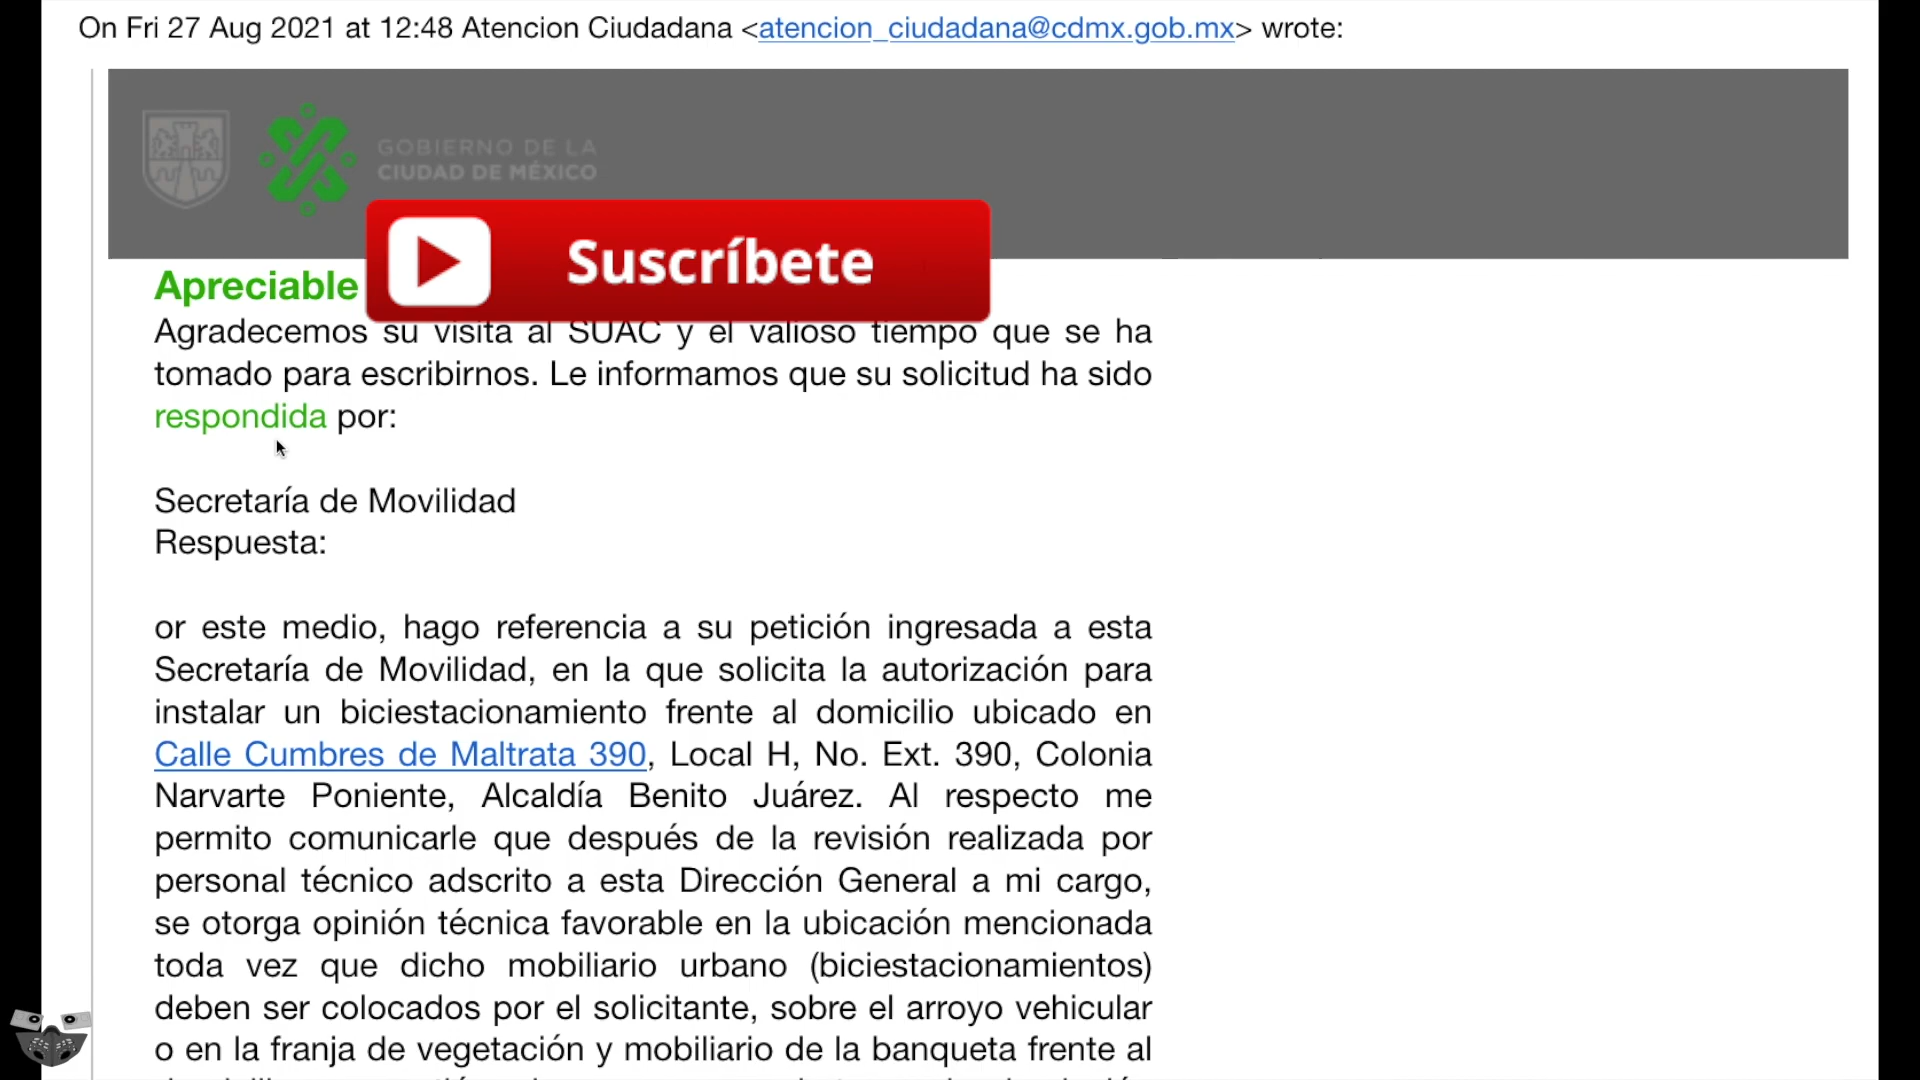 On Fri 27 Aug 2021 at 12:48 Atencion Ciudadana <atencion_ciudadana@cdmx.gob.mx> wrote:
GOBIERNO DE LA
CIUDAD DE MÉXICO
Suscríbete
Apreciable
Agradecemos su visita al SUAC y el valioso tiempo que se ha
tomado para escribirnos. Le informamos que su solicitud ha sido
respondida por:
Secretaría de Movilidad
Respuesta:
or este medio, hago referencia a su petición ingresada a esta
Secretaría de Movilidad, en la que solicita la autorización para
instalar un biciestacionamiento frente al domicilio ubicado en
Calle Cumbres de Maltrata 390, Local H, No. Ext. 390, Colonia
Narvarte Poniente, Alcaldía Benito Juárez. Al respecto me
permito comunicarle que después de la revisión realizada por
personal técnico adscrito a esta Dirección General a mi cargo,
se otorga opinión técnica favorable en la ubicación mencionada
toda vez que dicho mobiliario urbano (biciestacionamientos)
deben ser colocados por el solicitante, sobre el arroyo vehicular
o en la franja de vegetación y mobiliario de la banqueta frente al